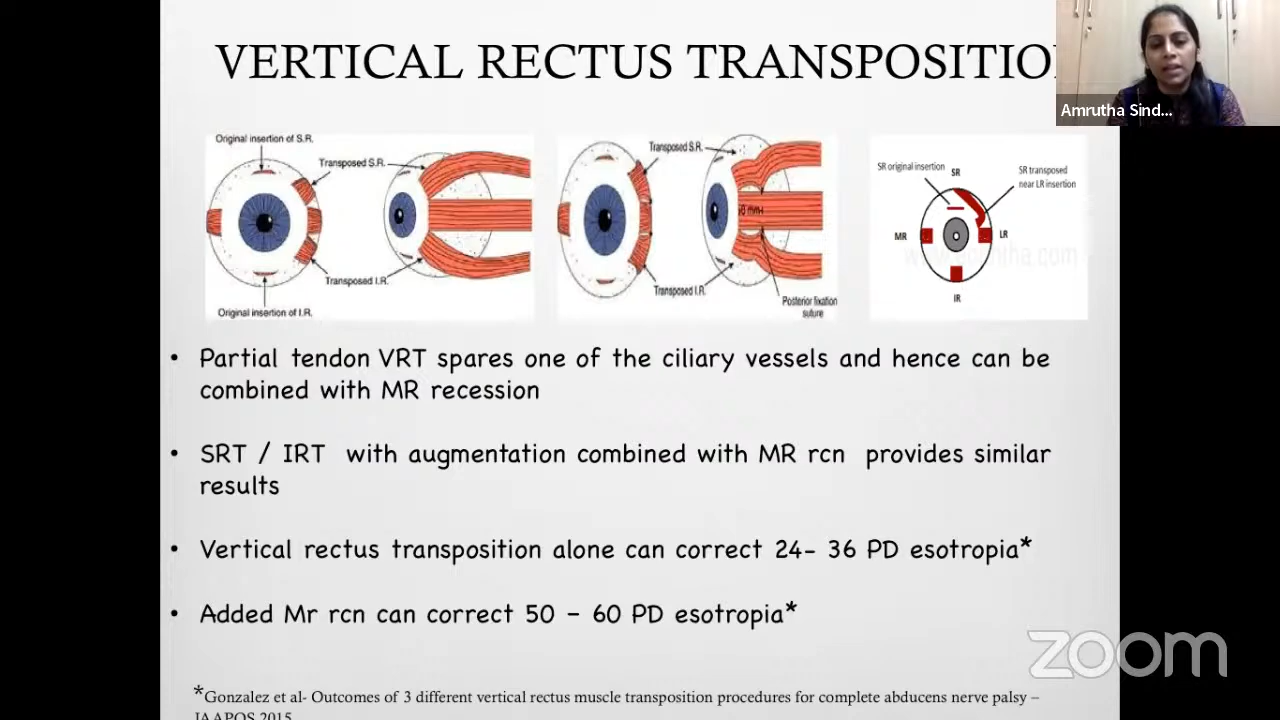 VERTICAL RECTUS TRANSPOSITIO
Amrutha Sind...
Original insertion of S.R.
Transposed S.R.
Transposed I.R.
Original insertion of I.R.
Transposed S.R.
8 mm
Transposed I.R.
Posterior fixation
suture
SR original insertion
SR
SR transposed
near LR insertion
MR
LR
IR
• Partial tendon VRT spares one of the ciliary vessels and hence can be
combined with MR recession
• SRT / IRT with augmentation combined with MR rcn provides similar
results
• Vertical rectus transposition alone can correct 24- 36 PD esotropia*
• Added Mr rcn can correct 50 – 60 PD esotropia*
zoom
*Gonzalez et al- Outcomes of 3 different vertical rectus muscle transposition procedures for complete abducens nerve palsy –
JAAPOS 2015